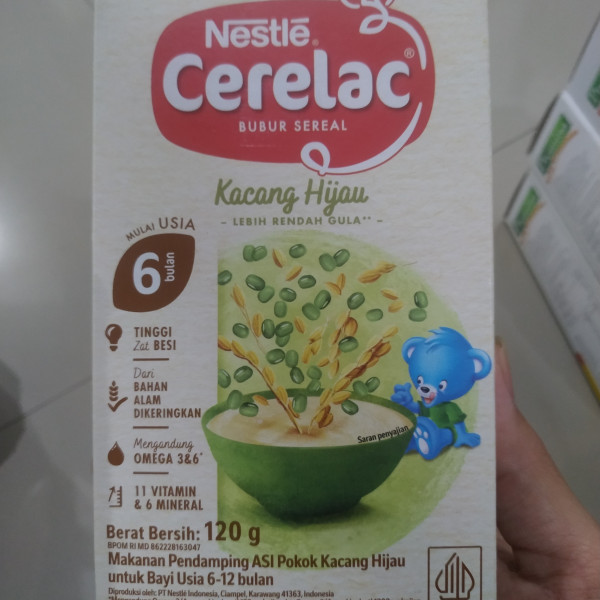 Nestlé®
Cerelac®
BUBUR SEREAL
Kacang Hijau
- LEBIH RENDAH GULA** -
MULAI USIA
6 bulan
TINGGI
Zat BESI
Dari
BAHAN
ALAM
DIKERINGKAN
Mengandung
OMEGA 3&6*
11 VITAMIN
& 6 MINERAL
Saran penyajian
Berat Bersih: 120 g
BPOM RI MD 862228163047
Makanan Pendamping ASI Pokok Kacang Hijau
untuk Bayi Usia 6-12 bulan
Diproduksi oleh: PT Nestlé Indonesia, Ciampel, Karawang 41363, Indonesia